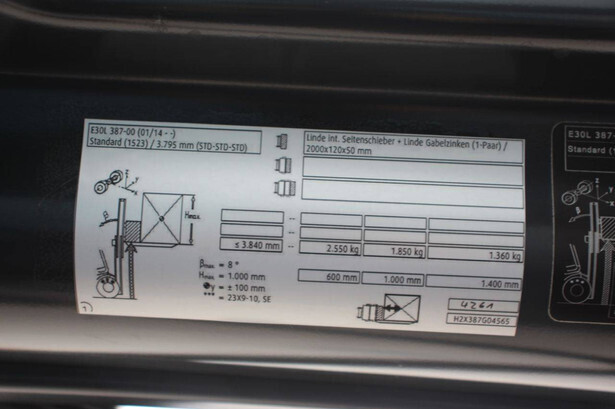 E30L 387-00 (01/14 - -)
Standard (1523) / 3.795 mm (STD-STD-STD)
Linde int. Seitenschieber + Linde Gabelzinken (1-Paar) /
2000x120x50 mm
Hmax
z
x
β
-- 
≤ 3.840 mm -- 2.550 kg 1.850 kg 1.360 kg
βmax = 8 °
Hmax = 1.000 mm
Y = ± 100 mm
= 23X9-10, SE
600 mm 1.000 mm 1.400 mm
4261
H2X387G04565
E30L 387-
Standard